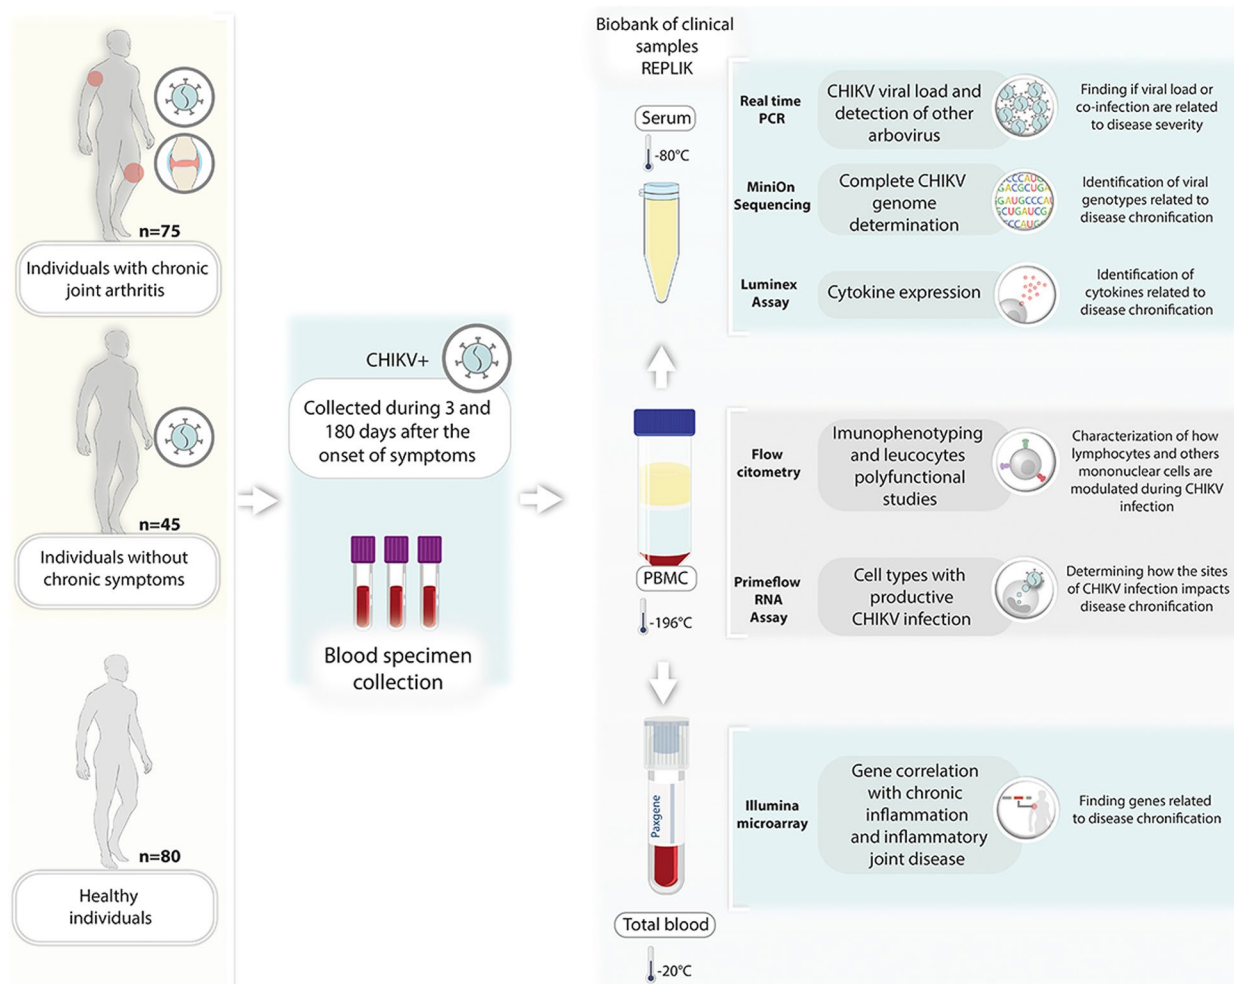 n=75
Individuals with chronic
joint arthritis
n=45
Individuals without
chronic symptoms
n=80
Healthy
individuals
CHIKV+
Collected during 3 and
180 days after the
onset of symptoms
Blood specimen
collection
Biobank of clinical
samples
REPLIK
Serum
-80°C
Real time
PCR
CHIKV viral load and
detection of other
arbovirus
Finding if viral load or
co-infection are related
to disease severity
MiniOn
Sequencing
Complete CHIKV
genome
determination
CCCAUG
GACGCUGA
GAUGCCCAU
GCUGAUCG
CCCAUG
Identification of viral
genotypes related to
disease chronification
Luminex
Assay
Cytokine expression
Identification of
cytokines related to
disease chronification
PBMC
-196°C
Flow
citometry
Imunophenotyping
and leucocytes
polyfunctional
studies
Characterization of how
lymphocytes and others
mononuclear cells are
modulated during CHIKV
infection
Primeflow
RNA
Assay
Cell types with
productive
CHIKV infection
Determining how the sites
of CHIKV infection impacts
disease chronification
Paxgene
Total blood
-20°C
Illumina
microarray
Gene correlation
with chronic
inflammation
and inflammatory
joint disease
Finding genes related
to disease chronification